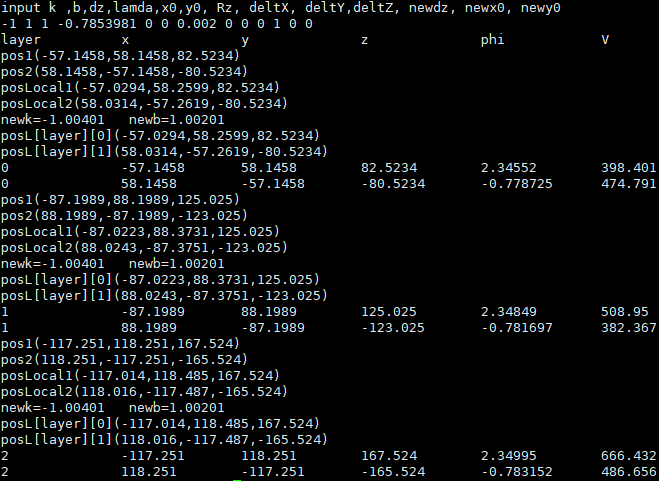 input k ,b,dz,lamda,x0,y0, Rz, deltX, deltY,deltZ, newdz, newx0, newy0
-1 1 1 -0.7853981 0 0 0.002 0 0 0 1 0 0
layer x y z phi V
pos1(-57.1458,58.1458,82.5234)
pos2(58.1458,-57.1458,-80.5234)
posLocal1(-57.0294,58.2599,82.5234)
posLocal2(58.0314,-57.2619,-80.5234)
newk=-1.00401 newb=1.00201
posL[layer][0](-57.0294,58.2599,82.5234)
posL[layer][1](58.0314,-57.2619,-80.5234)
0 -57.1458 58.1458 82.5234 2.34552 398.401
0 58.1458 -57.1458 -80.5234 -0.778725 474.791
pos1(-87.1989,88.1989,125.025)
pos2(88.1989,-87.1989,-123.025)
posLocal1(-87.0223,88.3731,125.025)
posLocal2(88.0243,-87.3751,-123.025)
newk=-1.00401 newb=1.00201
posL[layer][0](-87.0223,88.3731,125.025)
posL[layer][1](88.0243,-87.3751,-123.025)
1 -87.1989 88.1989 125.025 2.34849 508.95
1 88.1989 -87.1989 -123.025 -0.781697 382.367
pos1(-117.251,118.251,167.524)
pos2(118.251,-117.251,-165.524)
posLocal1(-117.014,118.485,167.524)
posLocal2(118.016,-117.487,-165.524)
newk=-1.00401 newb=1.00201
posL[layer][0](-117.014,118.485,167.524)
posL[layer][1](118.016,-117.487,-165.524)
2 -117.251 118.251 167.524 2.34995 666.432
2 118.251 -117.251 -165.524 -0.783152 486.656